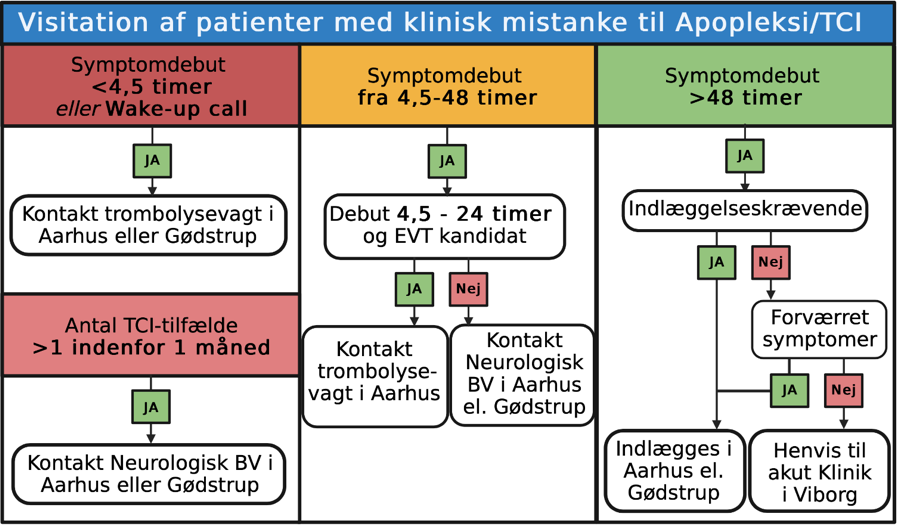 Visitation af patienter med klinisk mistanke til Apopleksi/TCI
Symptomdebut
<4,5 timer
eller Wake-up call
JA
Kontakt trombolysevagt i
Aarhus eller Gødstrup
Antal TCI-tilfælde
>1 indenfor 1 måned
JA
Kontakt Neurologisk BV i
Aarhus eller Gødstrup
Symptomdebut
fra 4,5-48 timer
JA
Debut 4,5 - 24 timer
og EVT kandidat
JA
Nej
Kontakt
trombolyse-
vagt i Aarhus
Kontakt
Neurologisk
BV i Aarhus
el. Gødstrup
Symptomdebut
>48 timer
JA
Indlæggelseskrævende
JA
Nej
Forværret
symptomer
JA
Nej
Indlægges i
Aarhus el.
Gødstrup
Henvis til
akut Klinik
i Viborg